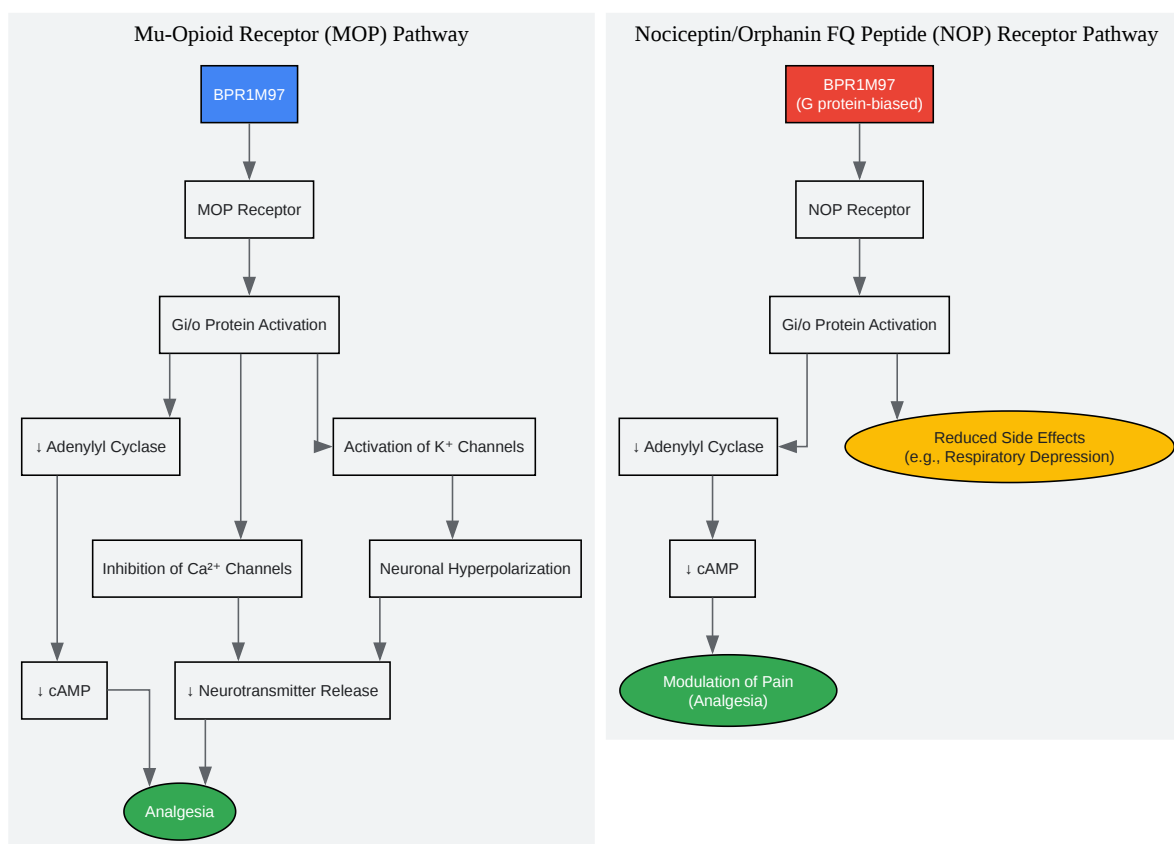 Mu-Opioid Receptor (MOP) Pathway
BPR1M97
MOP Receptor
Gi/o Protein Activation
↓ Adenylyl Cyclase
Activation of K⁺ Channels
Inhibition of Ca²⁺ Channels
Neuronal Hyperpolarization
↓ cAMP
↓ Neurotransmitter Release
Analgesia
Nociceptin/Orphanin FQ Peptide (NOP) Receptor Pathway
BPR1M97
(G protein-biased)
NOP Receptor
Gi/o Protein Activation
↓ Adenylyl Cyclase
Reduced Side Effects
(e.g., Respiratory Depression)
↓ cAMP
Modulation of Pain
(Analgesia)